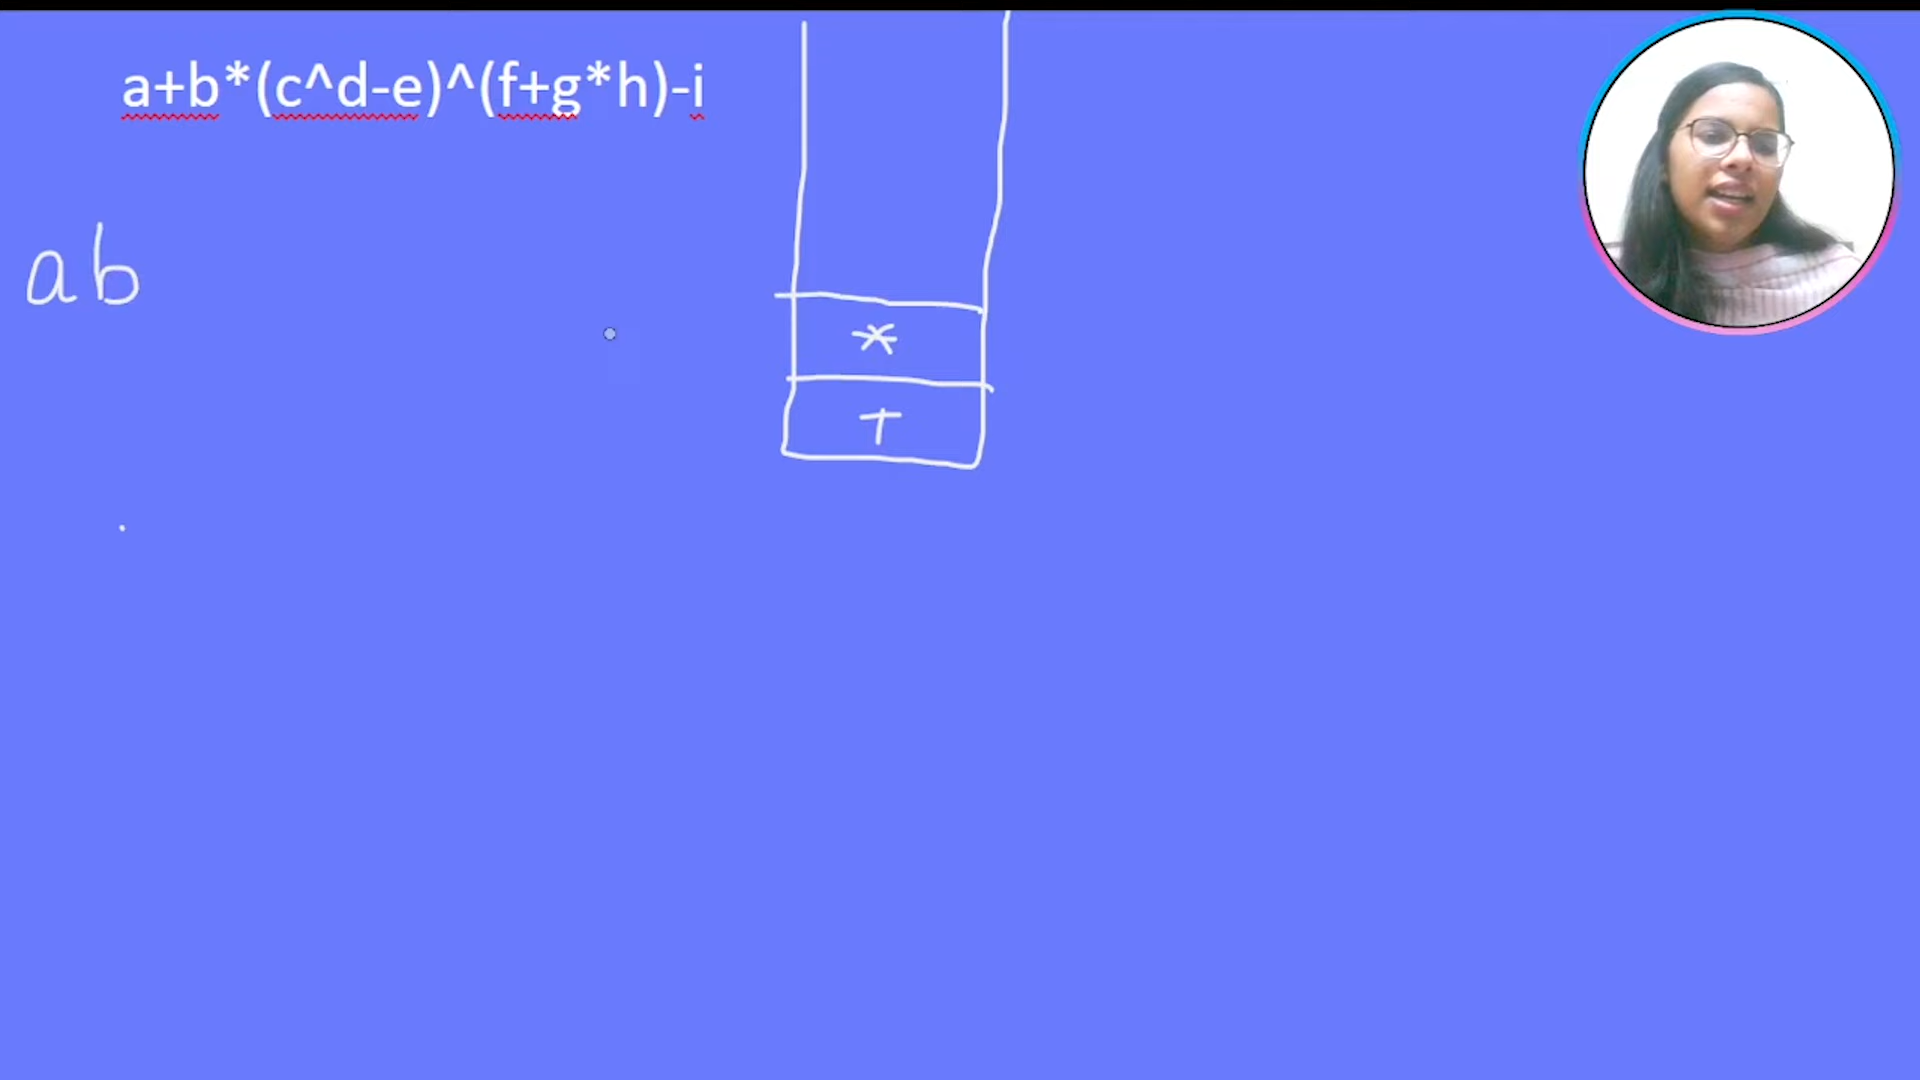 a+b*(c^d-e)^(f+g*h)-i
ab
*
+